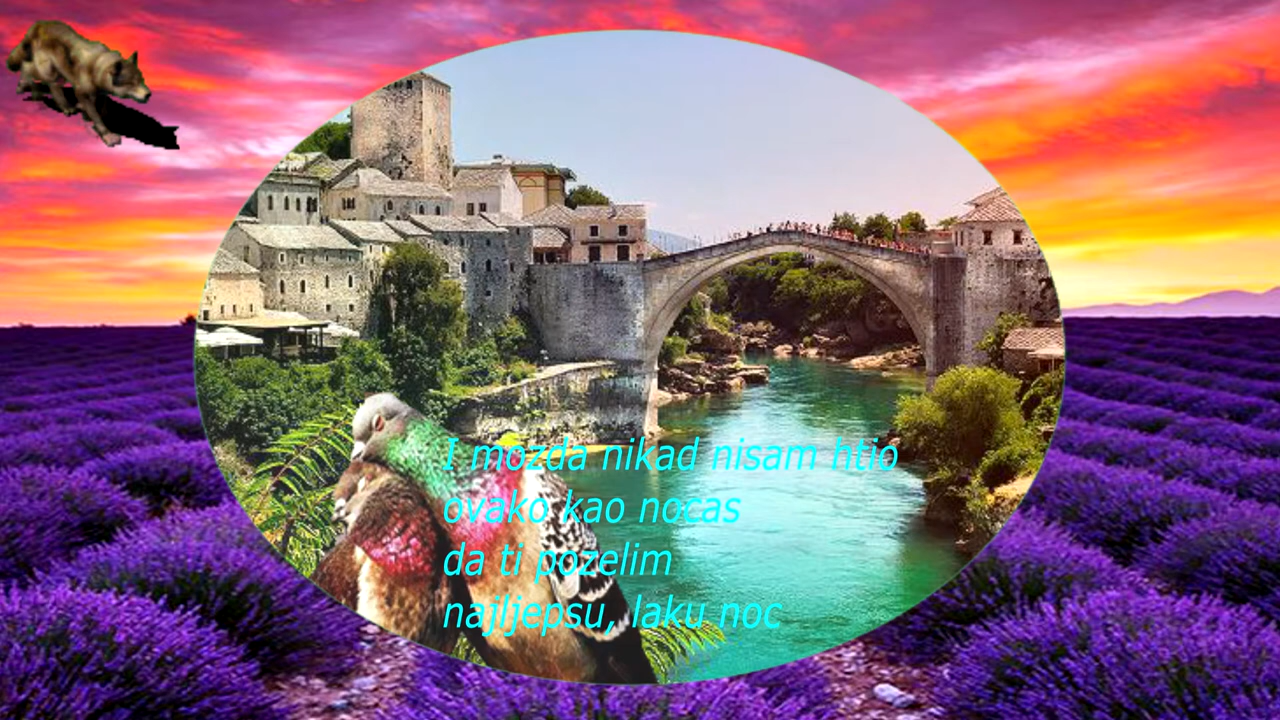 I mozda nikad nisam htio
ovako kao nocas
da ti pozelim
najljepsu, laku noc